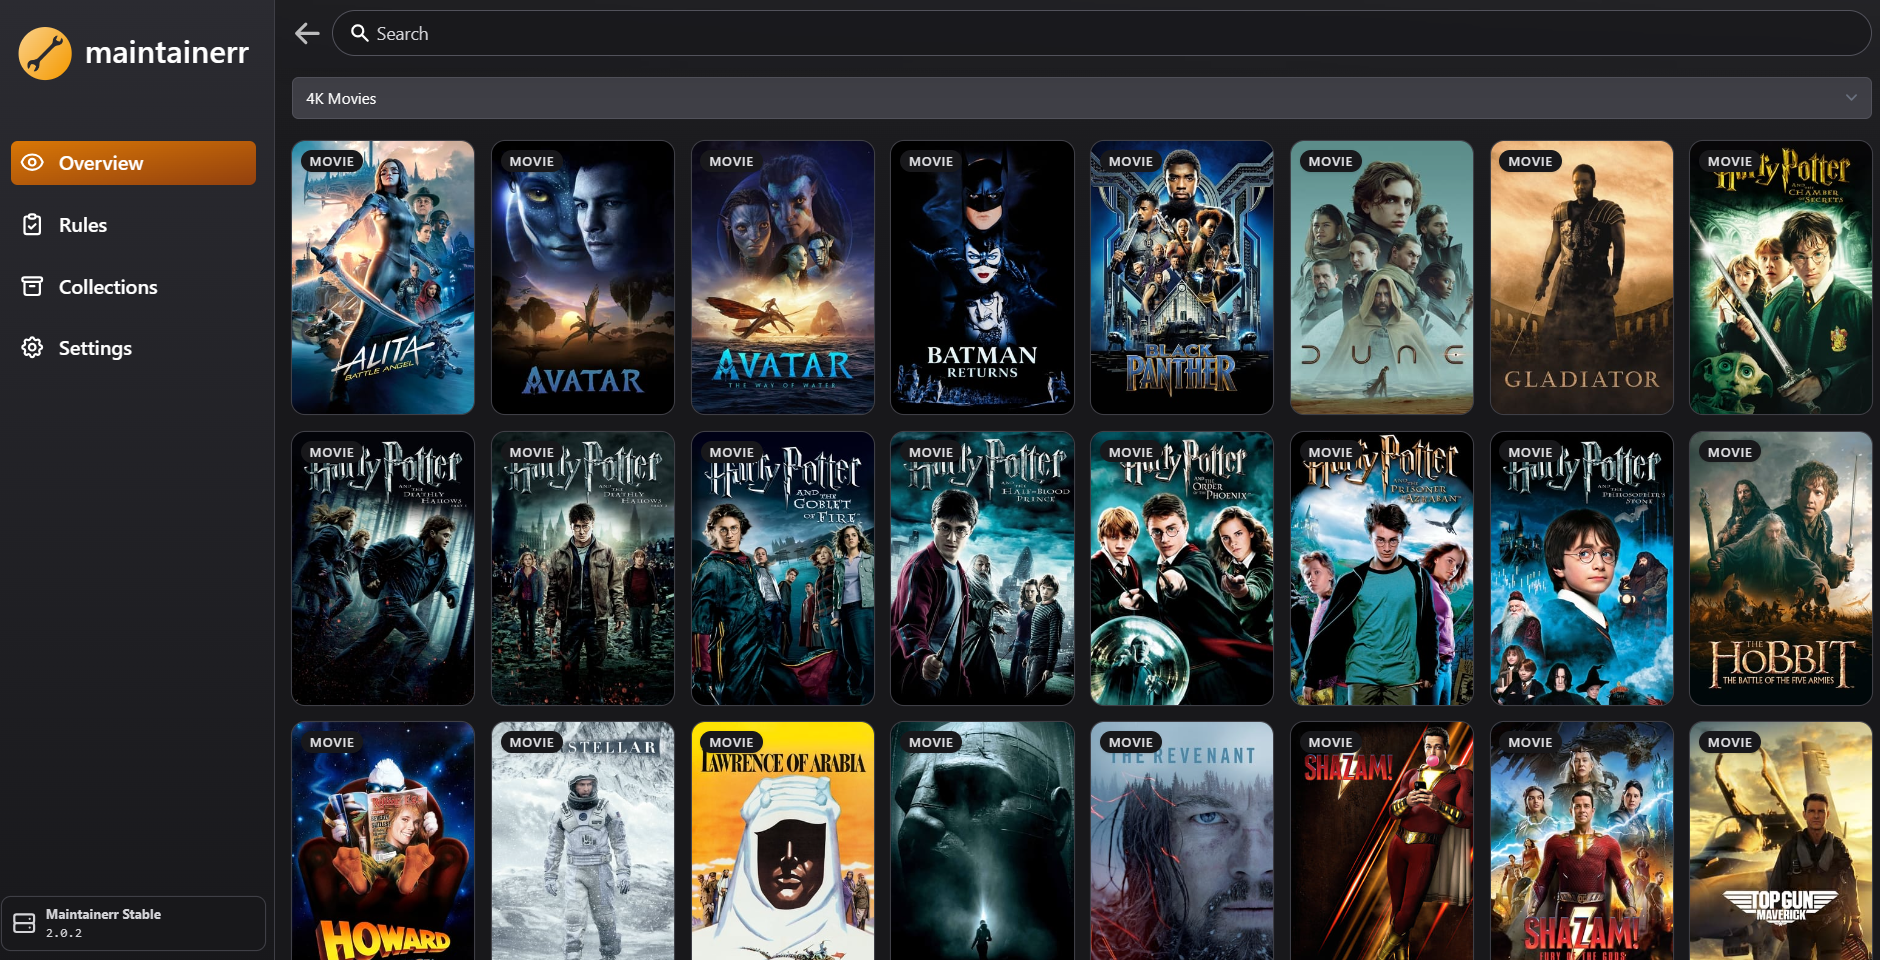 maintainerr
Search
4K Movies
Overview
Rules
Collections
Settings
Maintainerr Stable
2.0.2
MOVIE
ALITA
BATTLE ANGEL
MOVIE
AVATAR
MOVIE
AVATAR
THE WAY OF WATER
MOVIE
BATMAN
RETURNS
MOVIE
BLACK
PANTHER
MOVIE
DUNE
MOVIE
GLADIATOR
MOVIE
Harry Potter
AND THE
CHAMBER
OF SECRETS
MOVIE
Harry Potter
AND THE
DEATHLY
HALLOWS
MOVIE
Harry Potter
AND THE
DEATHLY
HALLOWS
MOVIE
Harry Potter
AND THE
GOBLET
OF FIRE
MOVIE
Harry Potter
AND THE
HALF-BLOOD
PRINCE
MOVIE
Harry Potter
AND THE
ORDER
OF THE
PHOENIX
MOVIE
Harry Potter
AND THE
PRISONER
OF AZKABAN
MOVIE
Harry Potter
AND THE
PHILOSOPHER'S
STONE
MOVIE
THE
HOBBIT
THE BATTLE OF THE FIVE ARMIES
MOVIE
HOWARD
MOVIE
STELLAR
MOVIE
LAWRENCE OF ARABIA
MOVIE
MOVIE
THE REVENANT
MOVIE
SHAZAM!
MOVIE
SHAZAM!
FURY OF THE GODS
MOVIE
TOP GUN
MAVERICK